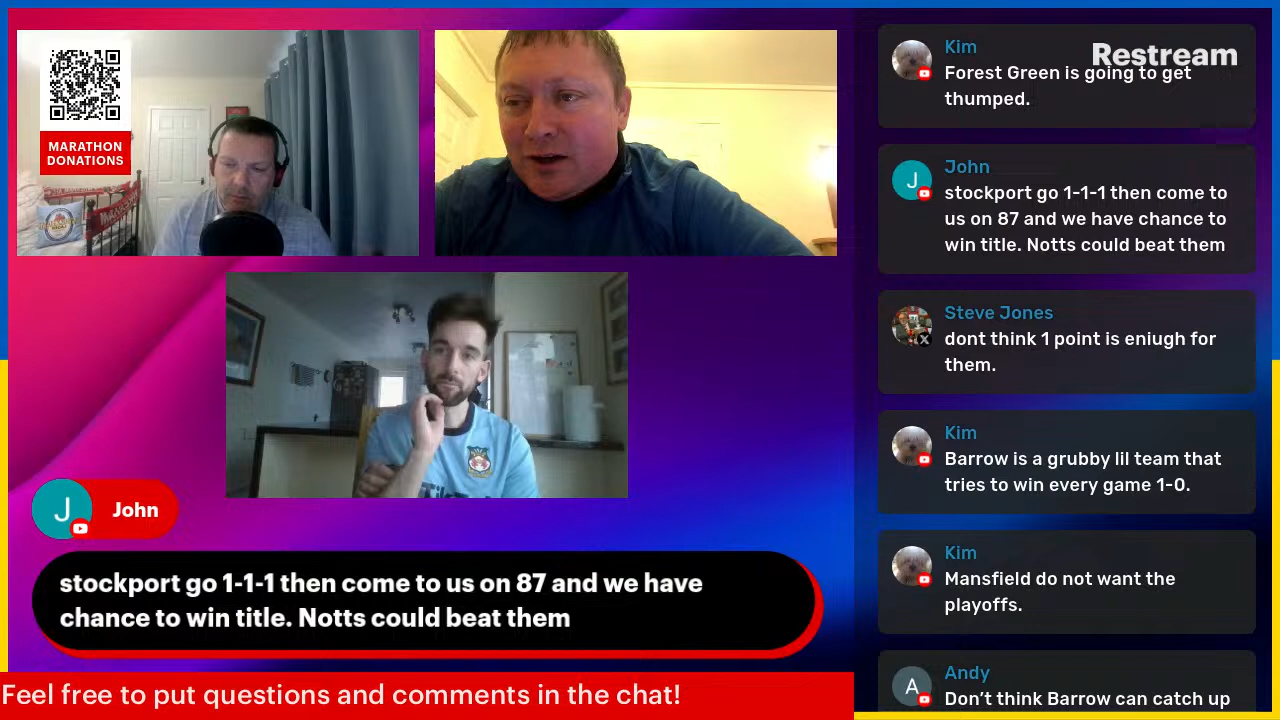 MARATHON
DONATIONS
J
John
stockport go 1-1-1 then come to us on 87 and we have
chance to win title. Notts could beat them
Feel free to put questions and comments in the chat!
Restream
Kim
Forest Green is going to get
thumped.
J
John
stockport go 1-1-1 then come to
us on 87 and we have chance to
win title. Notts could beat them
Steve Jones
dont think 1 point is eniugh for
them.
Kim
Barrow is a grubby lil team that
tries to win every game 1-0.
Kim
Mansfield do not want the
playoffs.
A
Andy
Don’t think Barrow can catch up